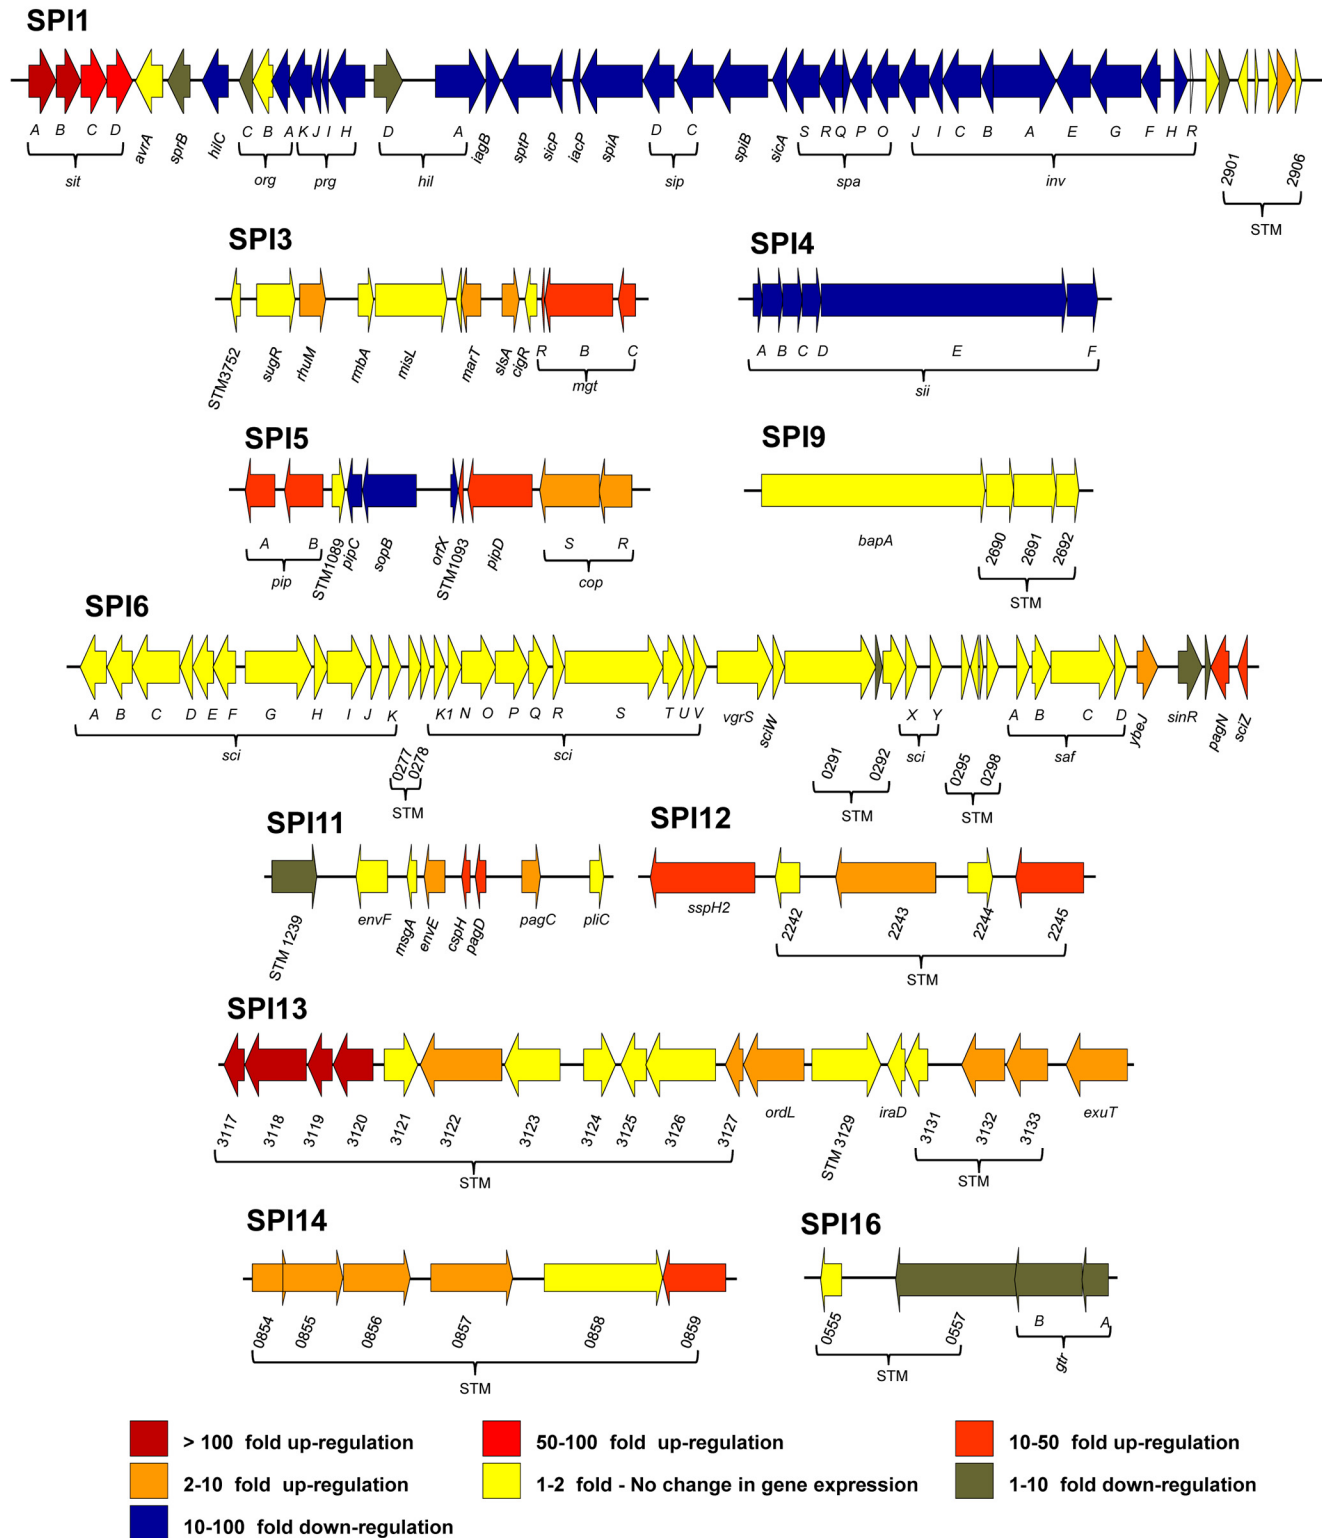 SPI1
A B C D avrA sprB hilC C B A K J I H D A iagB sptP sicP iacP spiA D C spiB sicA S R Q P O J I C B A E G F H R 2901 2906
sit org prg hil sip spa inv STM
SPI3 SPI4
STM3752 sugR rhuM rmbA misL marT slsA cigR R B C
mgt
A B C D E F
sii
SPI5 SPI9
A B STM1089 pipC sopB orfX STM1093 pipD S R
pip cop
bapA 2690 2691 2692
STM
SPI6
A B C D E F G H I J K 0277 0278 K1 N O P Q R S T U V vgrS sciW 0291 0292 X Y 0295 0298 A B C D ybeJ sinR pagN sciZ
sci STM sci STM sci STM saf
SPI11 SPI12
STM 1239 envF msgA envE cspH pagD pagC pliC
sspH2 2242 2243 2244 2245
STM
SPI13
3117 3118 3119 3120 3121 3122 3123 3124 3125 3126 3127 ordL STM 3129 iraD 3131 3132 3133 exuT
STM STM
SPI14 SPI16
0854 0855 0856 0857 0858 0859
STM
0555 0557 B A
STM gtr
> 100 fold up-regulation 50-100 fold up-regulation 10-50 fold up-regulation
2-10 fold up-regulation 1-2 fold - No change in gene expression 1-10 fold down-regulation
10-100 fold down-regulation